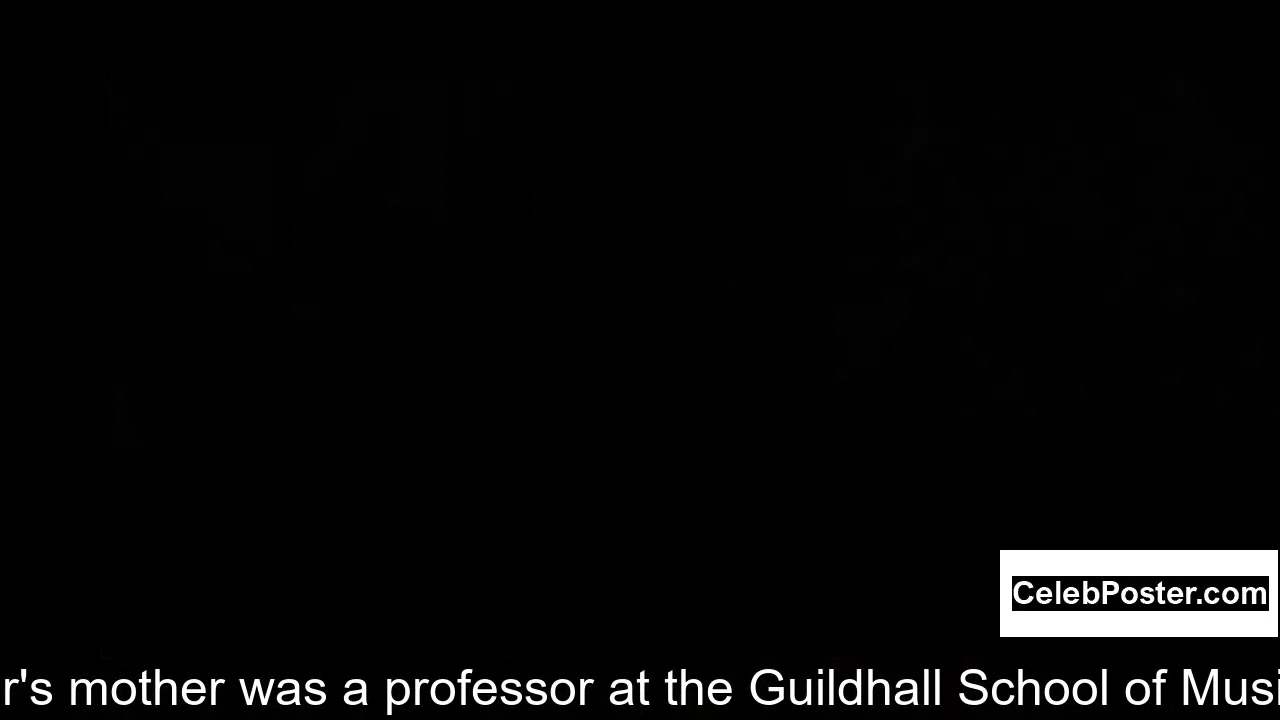 CelebPoster.com
r's mother was a professor at the Guildhall School of Musi